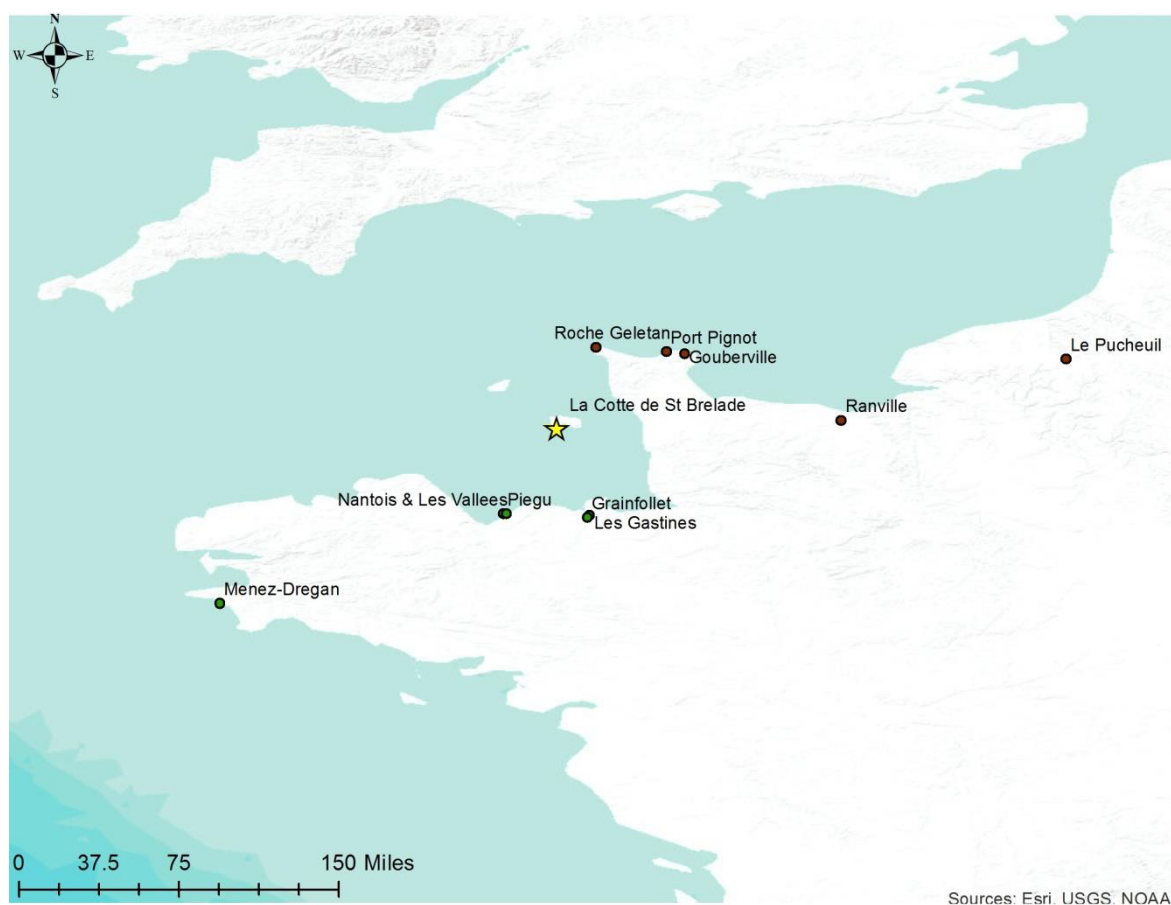 N
W E
S
Roche Geletan
Port Pignot
Gouberville
Le Pucheuil
La Cotte de St Brelade
Ranville
Nantois & Les Vallees
Piegu
Grainfollet
Les Gastines
Menez-Dregan
0 37.5 75 150 Miles
Sources: Esri, USGS, NOAA